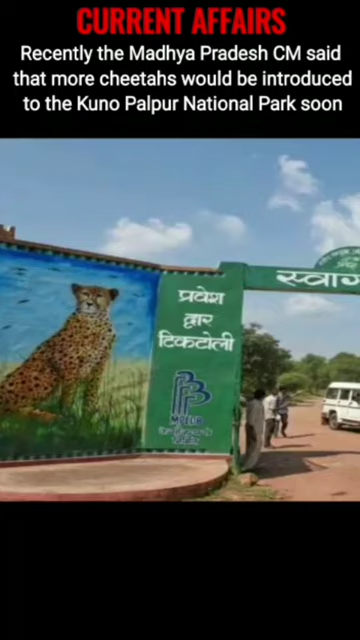 CURRENT AFFAIRS
Recently the Madhya Pradesh CM said
that more cheetahs would be introduced
to the Kuno Palpur National Park soon
प्रवेश
द्वार
टिकटोली
स्वाग